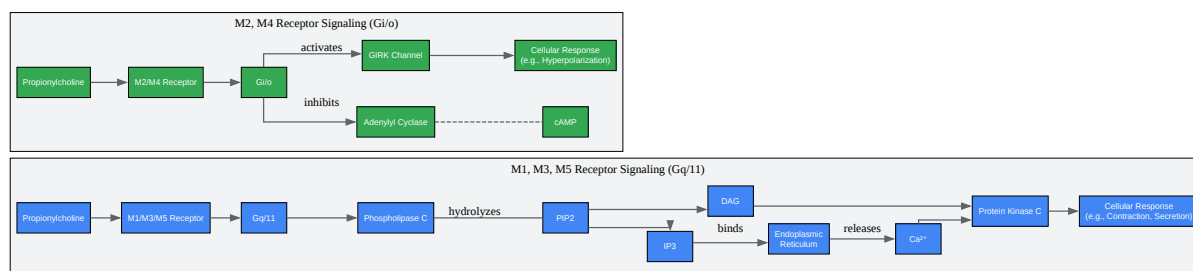 M2, M4 Receptor Signaling (Gi/o)
activates
GIRK Channel
Cellular Response
(e.g., Hyperpolarization)
Propionylcholine
M2/M4 Receptor
Gi/o
inhibits
Adenylyl Cyclase
cAMP
M1, M3, M5 Receptor Signaling (Gq/11)
Propionylcholine
M1/M3/M5 Receptor
Gq/11
Phospholipase C
hydrolyzes
PIP2
DAG
IP3
binds
Endoplasmic
Reticulum
releases
Ca²⁺
Protein Kinase C
Cellular Response
(e.g., Contraction, Secretion)